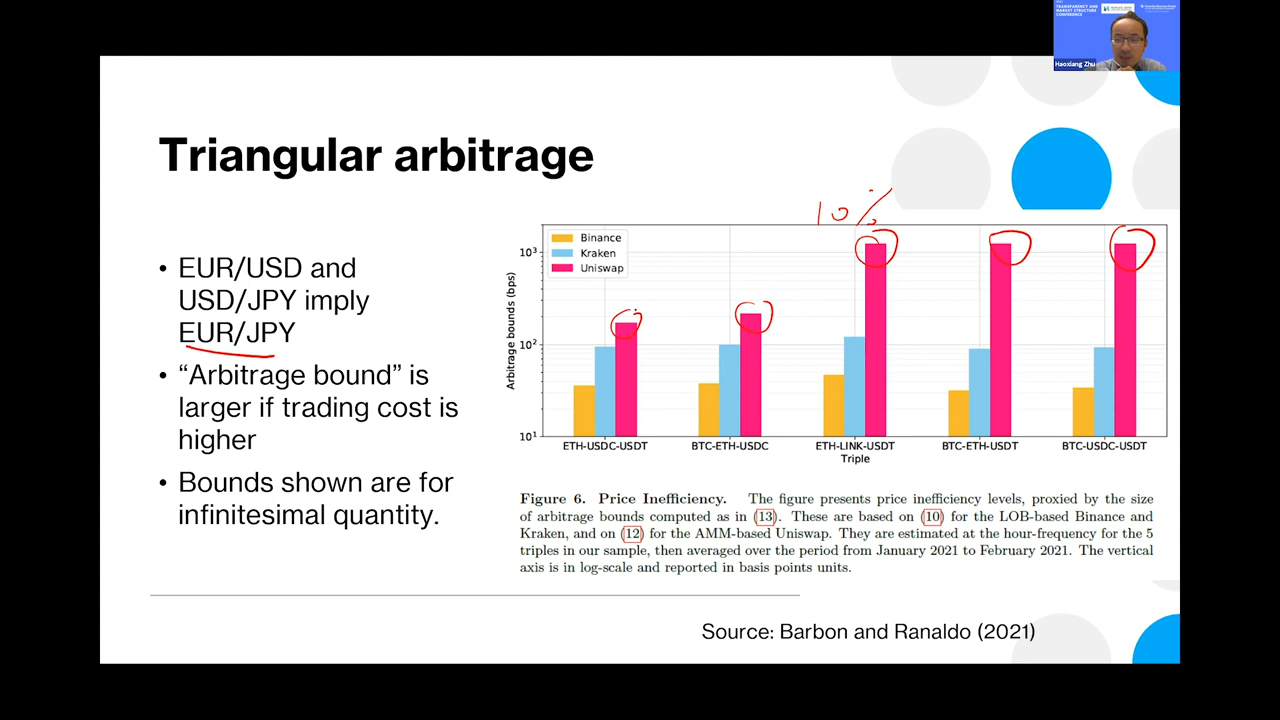 TRANSPARENCY AND
MARKET STRUCTURE
CONFERENCE
Haoxiang Zhu
Triangular arbitrage
• EUR/USD and
USD/JPY imply
EUR/JPY
• “Arbitrage bound” is
larger if trading cost is
higher
• Bounds shown are for
infinitesimal quantity.
10%
Binance
Kraken
Uniswap
Arbitrage bounds (bps)
10³
10²
10¹
ETH-USDC-USDT
BTC-ETH-USDC
ETH-LINK-USDT
BTC-ETH-USDT
BTC-USDC-USDT
Triple
Figure 6. Price Inefficiency. The figure presents price inefficiency levels, proxied by the size
of arbitrage bounds computed as in (13). These are based on (10) for the LOB-based Binance and
Kraken, and on (12) for the AMM-based Uniswap. They are estimated at the hour-frequency for the 5
triples in our sample, then averaged over the period from January 2021 to February 2021. The vertical
axis is in log-scale and reported in basis points units.
Source: Barbon and Ranaldo (2021)